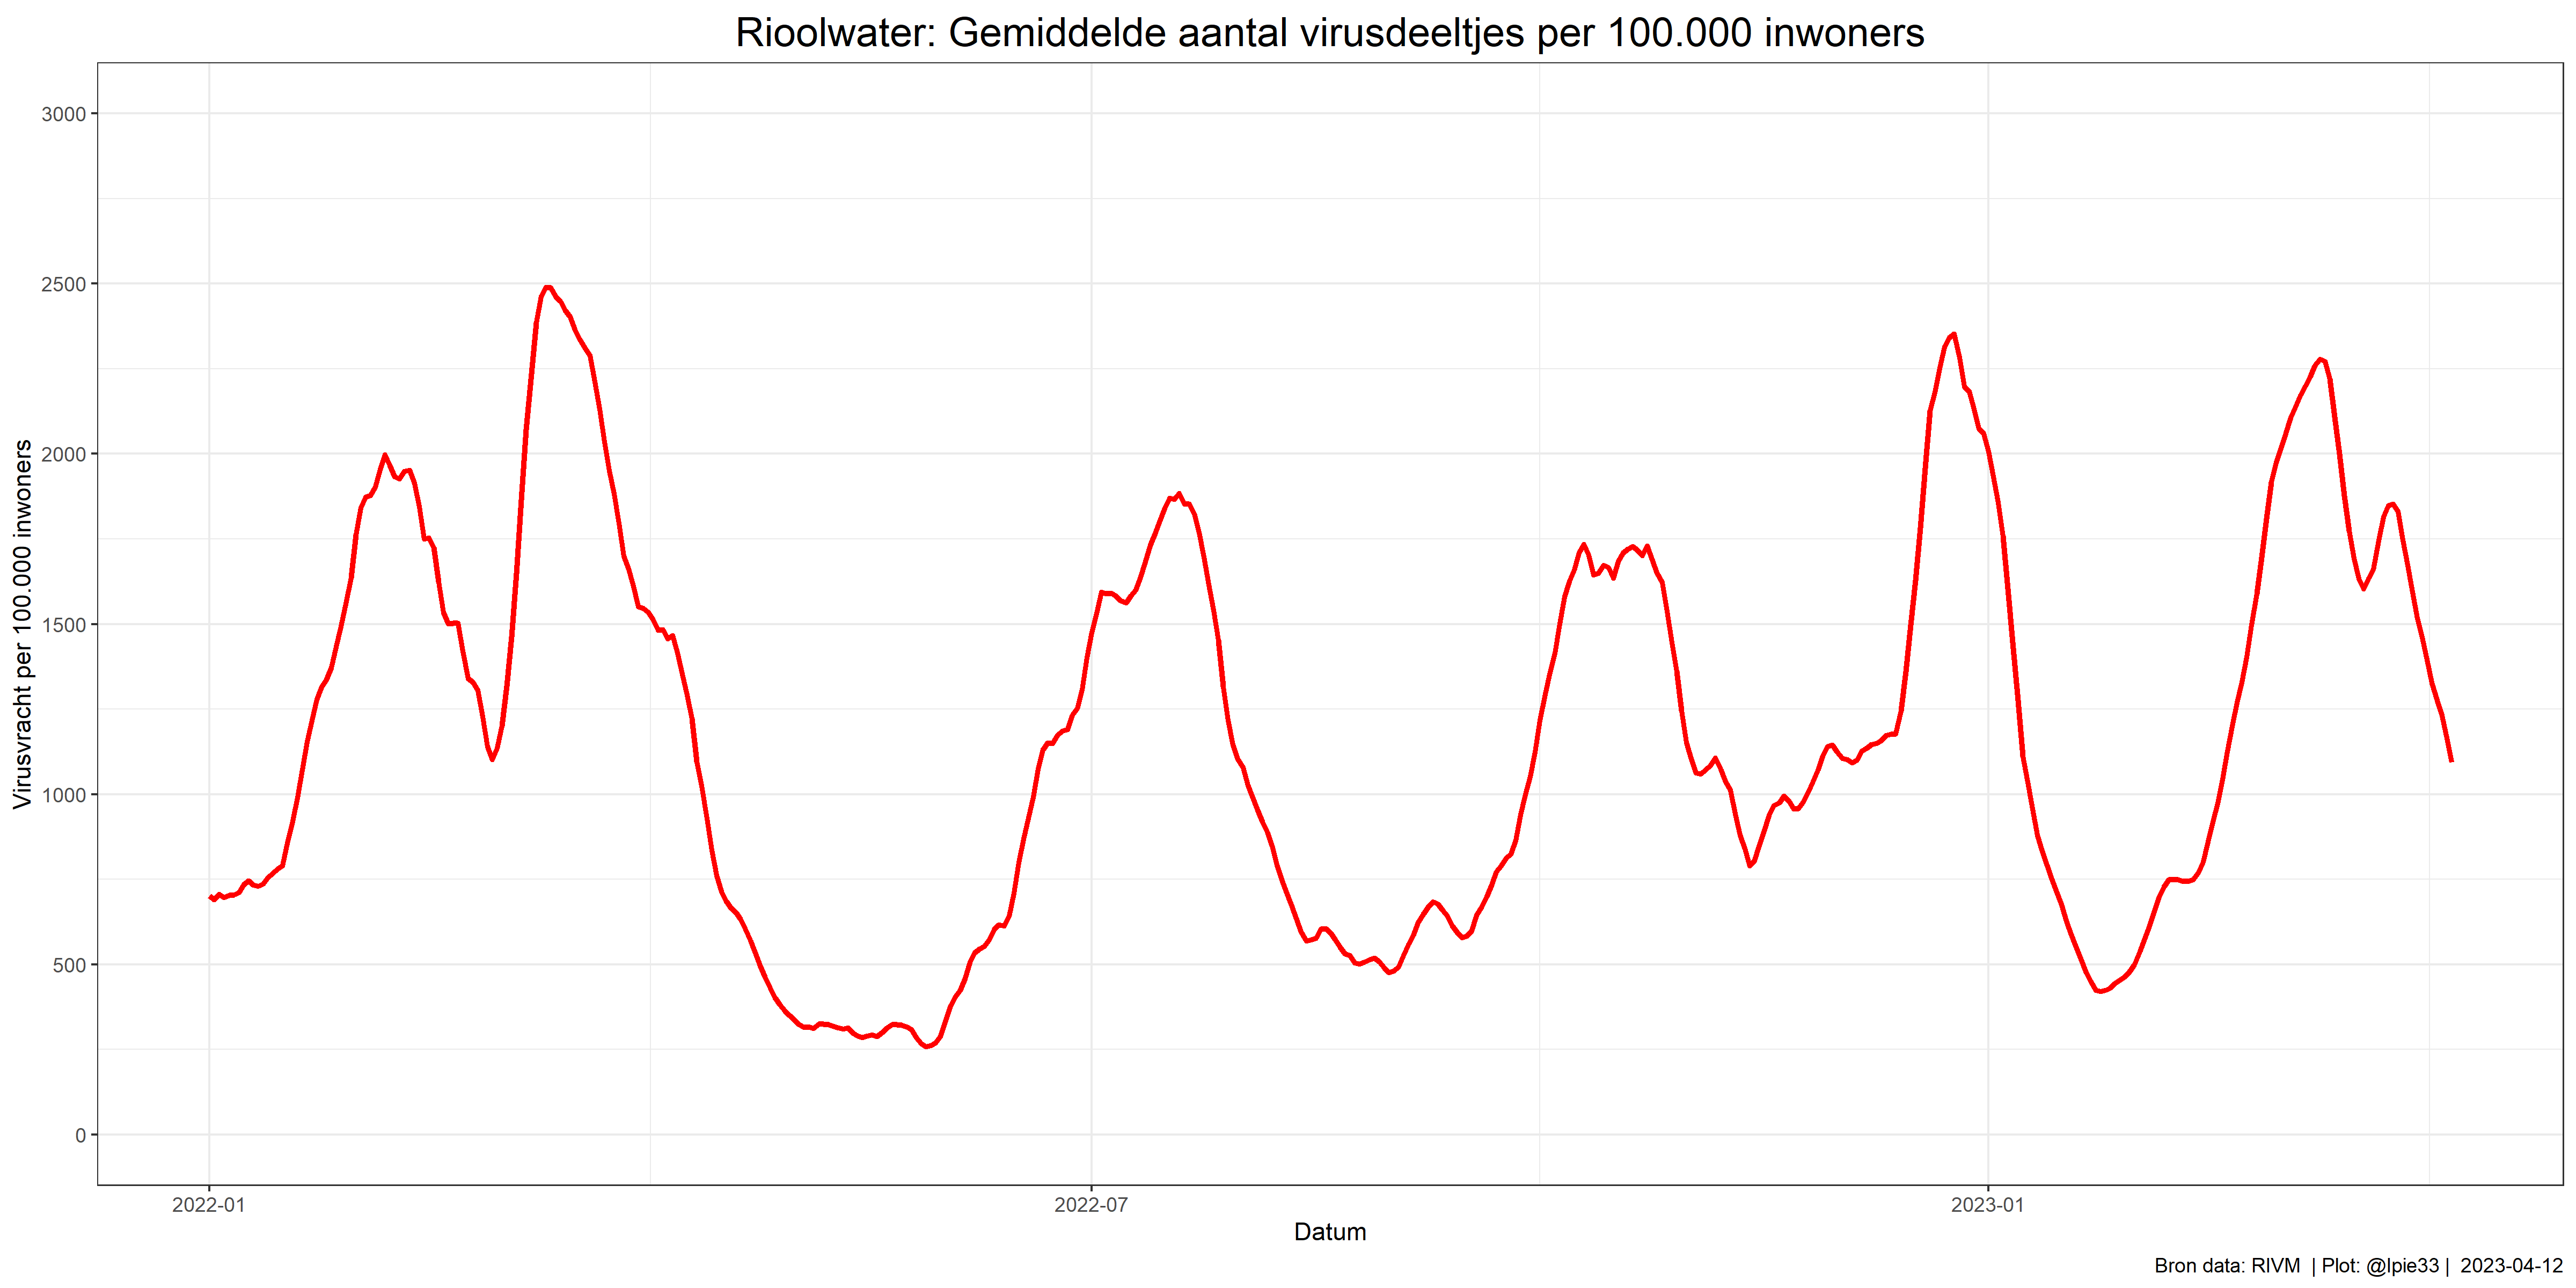 Rioolwater: Gemiddelde aantal virusdeeltjes per 100.000 inwoners
Virusvracht per 100.000 inwoners
3000
2500
2000
1500
1000
500
0
2022-01
2022-07
2023-01
Datum
Bron data: RIVM | Plot: @lpie33 | 2023-04-12